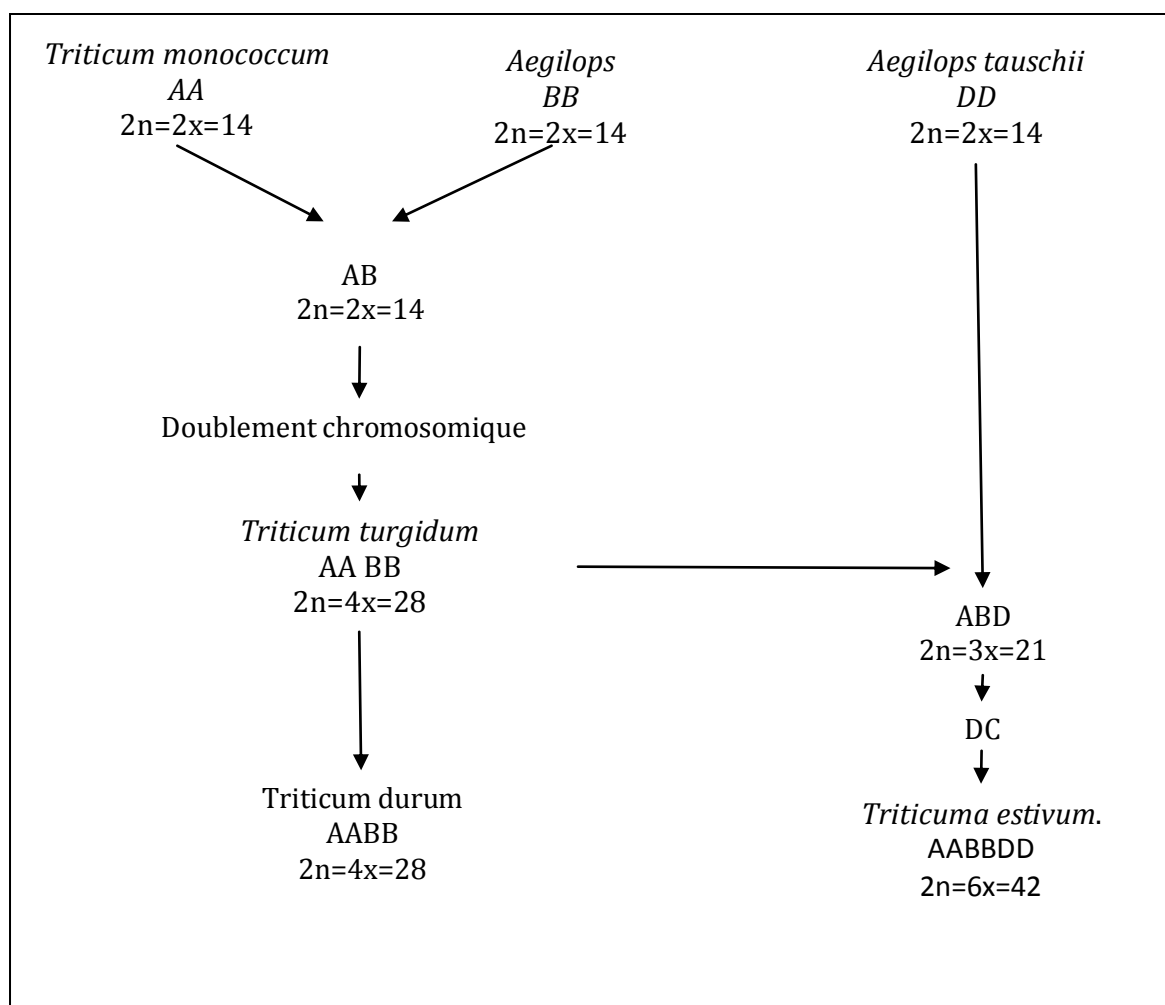 Triticum monococcum
AA
2n=2x=14
Aegilops
BB
2n=2x=14
Aegilops tauschii
DD
2n=2x=14
AB
2n=2x=14
Doublement chromosomique
Triticum turgidum
AA BB
2n=4x=28
ABD
2n=3x=21
DC
Triticum durum
AABB
2n=4x=28
Triticuma estivum.
AABBDD
2n=6x=42